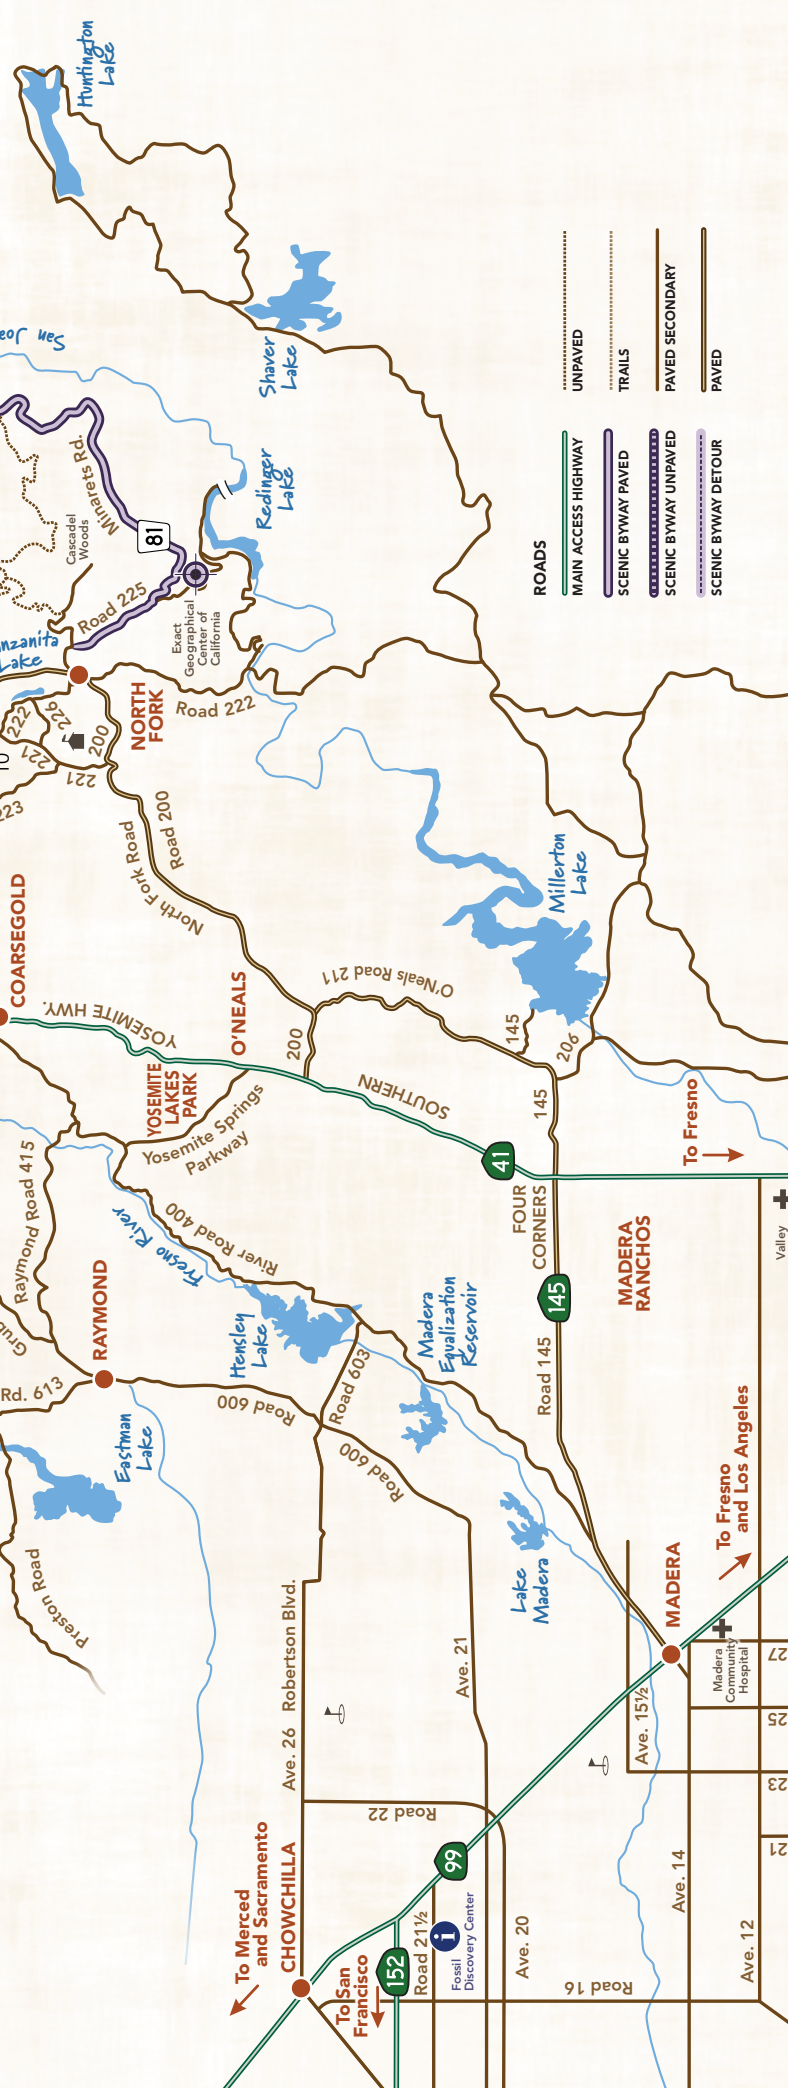 Huntington
Lake
Shaver
Lake
Minarets Rd.
Cascadel
Woods
81
Redinger
Lake
Road 225
Exact
Geographical
Center of
California
Lake
NORTH
FORK
Road 222
222
226
221
221
200
North Fork Road
Road 200
COARSEGOLD
YOSEMITE HWY.
O'NEALS
YOSEMITE
LAKES
PARK
Yosemite Springs
Parkway
200
O'Neals Road 211
SOUTHERN
Millerton
Lake
145
206
145
41
FOUR
CORNERS
To Fresno
Valley
MADERA
RANCHOS
145
Road 145
Raymond Road 415
Fresno River
River Road 400
RAYMOND
Rd. 613
Hensley
Lake
Madera
Equalization
Reservoir
Road 603
Road 600
Road 600
Eastman
Lake
Preston Road
Lake
Madera
To Fresno
and Los Angeles
MADERA
Madera
Community
Hospital
27
25
23
21
Ave. 15½
Ave. 14
Ave. 12
Ave. 21
Ave. 20
Ave. 26
Robertson Blvd.
Road 22
99
Fossil
Discovery Center
Road 21½
152
Road 16
CHOWCHILLA
To Merced
and Sacramento
To San
Francisco
ROADS
MAIN ACCESS HIGHWAY
SCENIC BYWAY PAVED
SCENIC BYWAY UNPAVED
SCENIC BYWAY DETOUR
UNPAVED
TRAILS
PAVED SECONDARY
PAVED